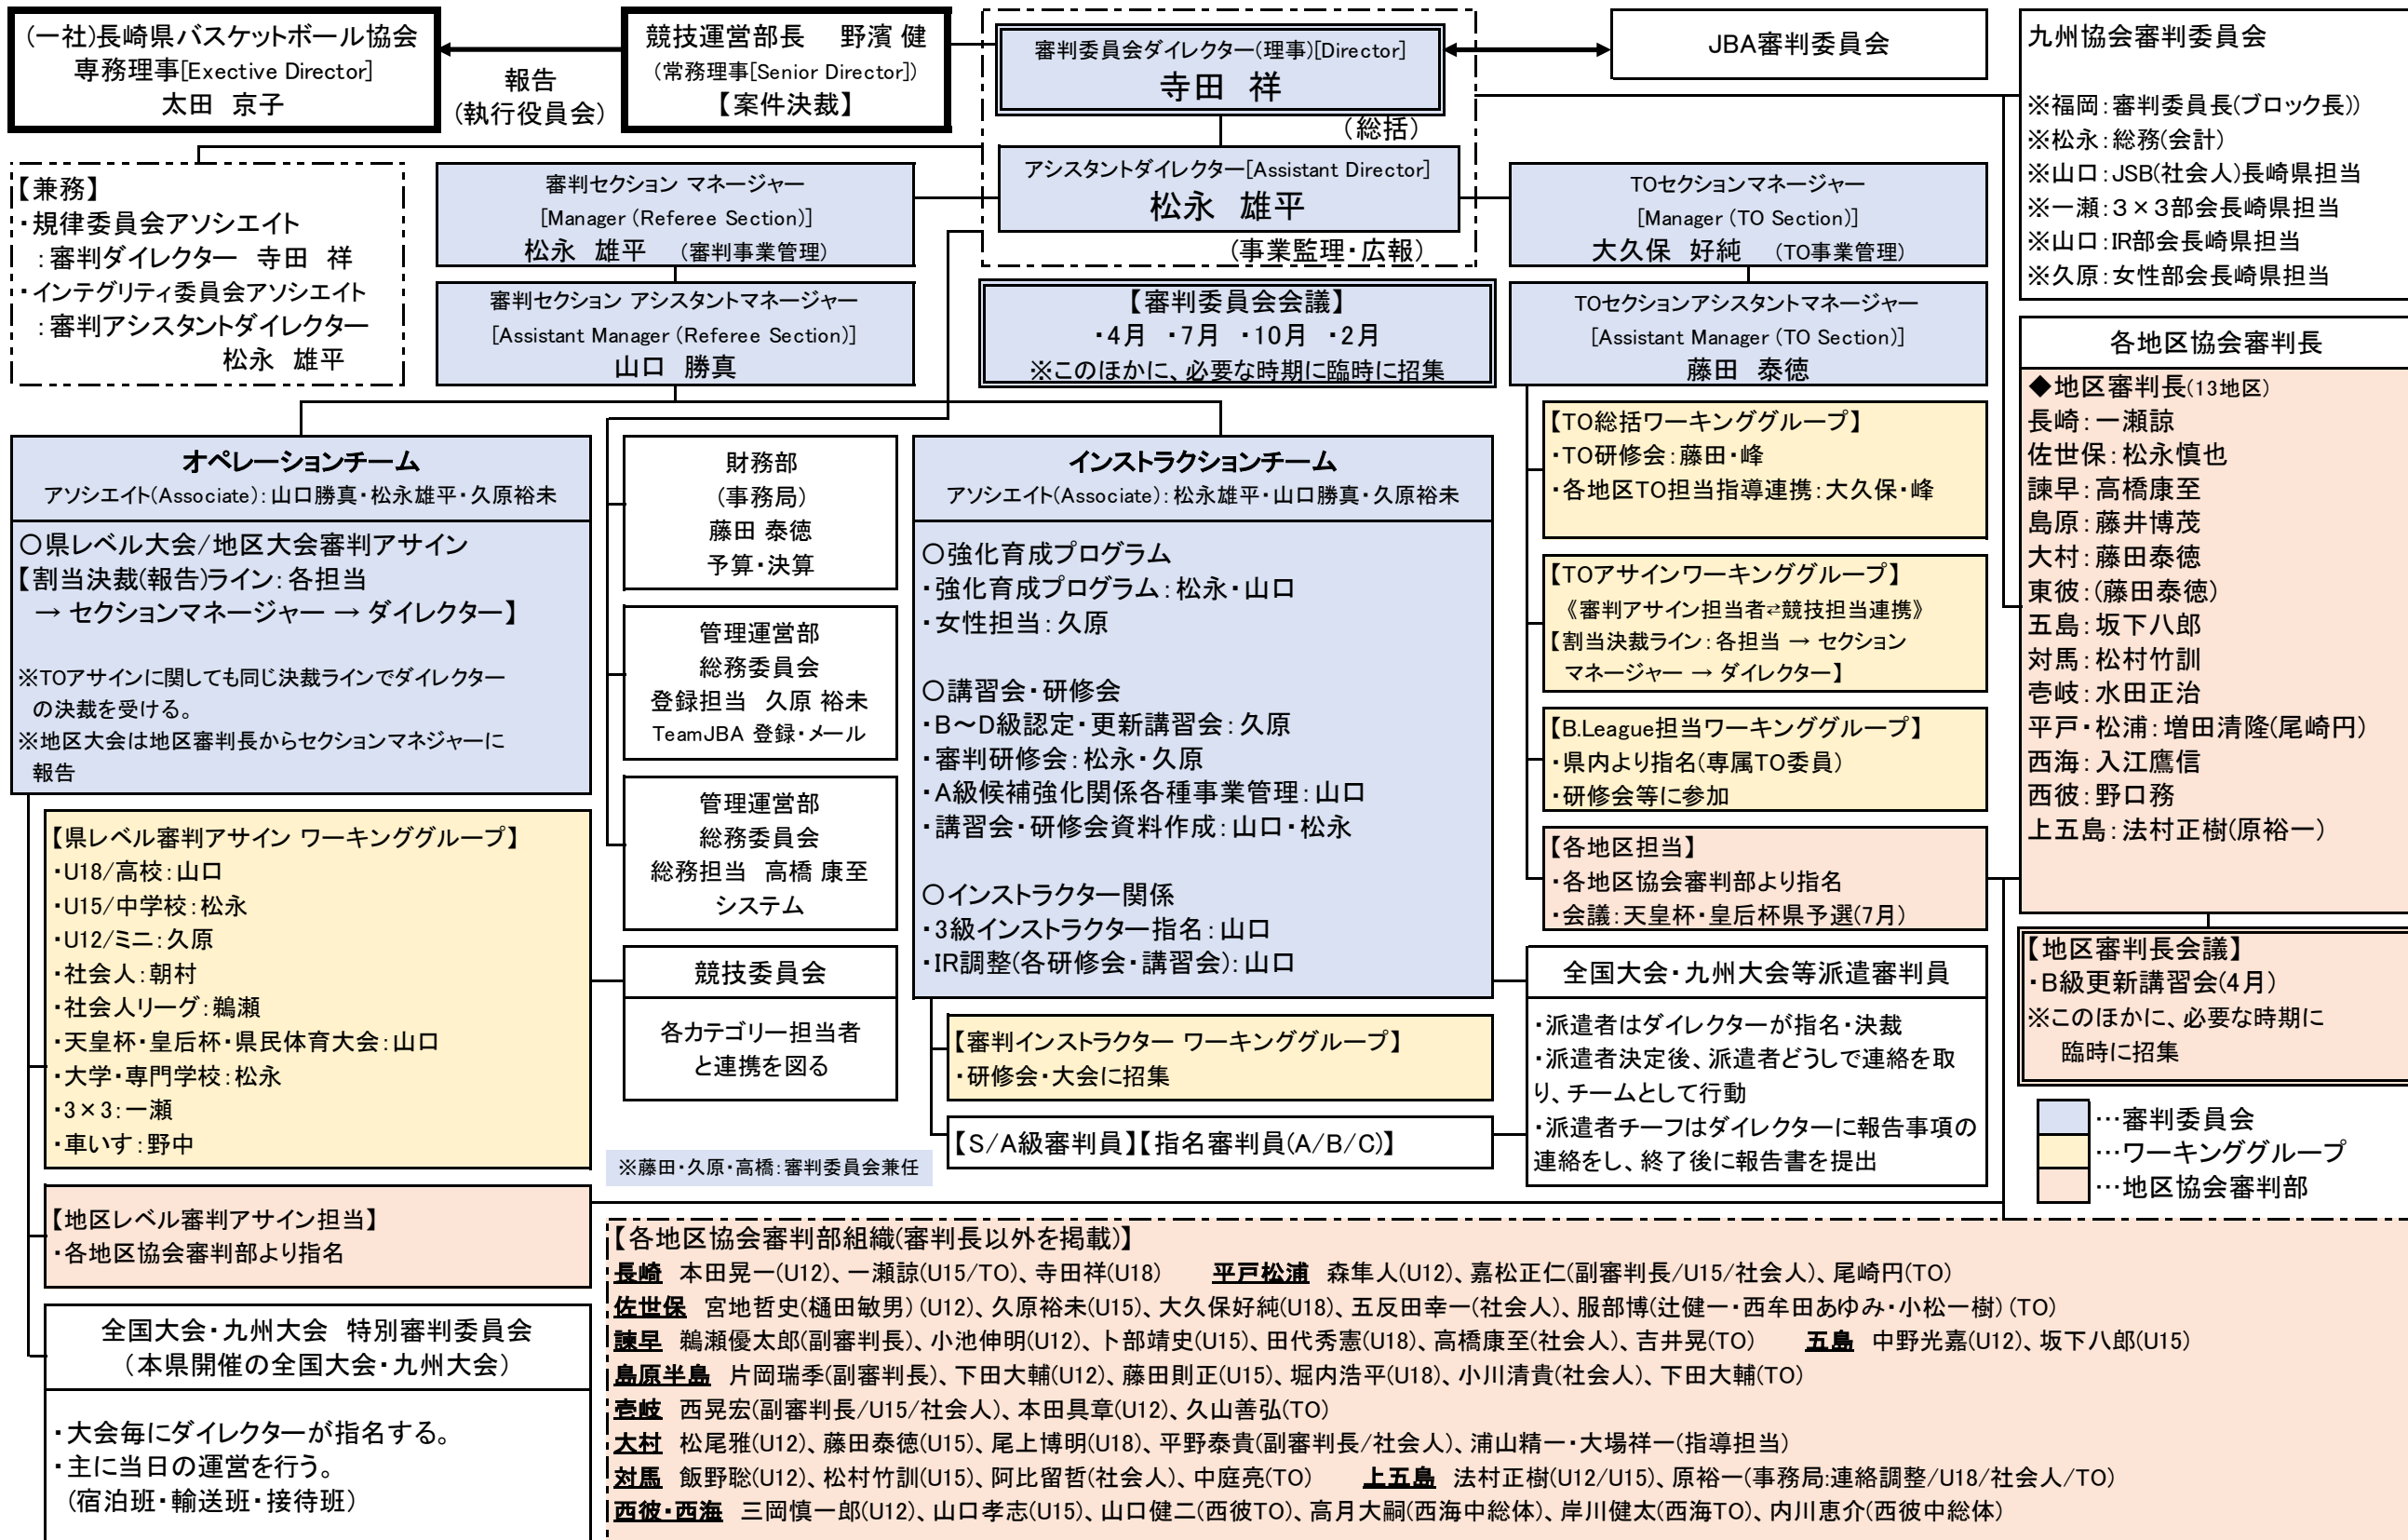 (一社)長崎県バスケットボール協会
専務理事[Exective Director]
太田　京子
報告
(執行役員会)
競技運営部長　野濱 健
(常務理事[Senior Director])
【案件決裁】
審判委員会ダイレクター(理事)[Director]
寺田　祥
(総括)
アシスタントダイレクター[Assistant Director]
松永　雄平
(事業監理・広報)
JBA審判委員会
九州協会審判委員会
※福岡：審判委員長(ブロック長))
※松永：総務(会計)
※山口：JSB(社会人)長崎県担当
※一瀬：3×3部会長崎県担当
※山口：IR部会長崎県担当
※久原：女性部会長崎県担当
【兼務】
・規律委員会アソシエイト
：審判ダイレクター　寺田　祥
・インテグリティ委員会アソシエイト
：審判アシスタントダイレクター
松永　雄平
審判セクション マネージャー
[Manager (Referee Section)]
松永　雄平　(審判事業管理)
審判セクション アシスタントマネージャー
[Assistant Manager (Referee Section)]
山口　勝真
【審判委員会会議】
・4月　・7月　・10月　・2月
※このほかに、必要な時期に臨時に招集
TOセクションマネージャー
[Manager (TO Section)]
大久保　好純　(TO事業管理)
TOセクションアシスタントマネージャー
[Assistant Manager (TO Section)]
藤田　泰徳
各地区協会審判長
◆地区審判長(13地区)
長崎：一瀬諒
佐世保：松永慎也
諫早：高橋康至
島原：藤井博茂
大村：藤田泰徳
東彼：(藤田泰徳)
五島：坂下八郎
対馬：松村竹訓
壱岐：水田正治
平戸・松浦：増田清隆(尾崎円)
西海：入江鷹信
西彼：野口務
上五島：法村正樹(原裕一)
【地区審判長会議】
・B級更新講習会(4月)
※このほかに、必要な時期に
臨時に招集
オペレーションチーム
アソシエイト(Associate)：山口勝真・松永雄平・久原裕未
○県レベル大会/地区大会審判アサイン
【割当決裁(報告)ライン：各担当
→ セクションマネージャー → ダイレクター】
※TOアサインに関しても同じ決裁ラインでダイレクター
の決裁を受ける。
※地区大会は地区審判長からセクションマネジャーに
報告
【県レベル審判アサイン ワーキンググループ】
・U18/高校：山口
・U15/中学校：松永
・U12/ミニ：久原
・社会人：朝村
・社会人リーグ：鵜瀬
・天皇杯・皇后杯・県民体育大会：山口
・大学・専門学校：松永
・3×3：一瀬
・車いす：野中
【地区レベル審判アサイン担当】
・各地区協会審判部より指名
全国大会・九州大会　特別審判委員会
(本県開催の全国大会・九州大会)
・大会毎にダイレクターが指名する。
・主に当日の運営を行う。
(宿泊班・輸送班・接待班)
財務部
(事務局)
藤田 泰徳
予算・決算
管理運営部
総務委員会
登録担当　久原 裕未
TeamJBA 登録・メール
管理運営部
総務委員会
総務担当　高橋 康至
システム
競技委員会
各カテゴリー担当者
と連携を図る
※藤田・久原・高橋：審判委員会兼任
インストラクションチーム
アソシエイト(Associate)：松永雄平・山口勝真・久原裕未
○強化育成プログラム
・強化育成プログラム：松永・山口
・女性担当：久原
○講習会・研修会
・B～D級認定・更新講習会：久原
・審判研修会：松永・久原
・A級候補強化関係各種事業管理：山口
・講習会・研修会資料作成：山口・松永
○インストラクター関係
・3級インストラクター指名：山口
・IR調整(各研修会・講習会)：山口
【審判インストラクター ワーキンググループ】
・研修会・大会に招集
【S/A級審判員】【指名審判員(A/B/C)】
【TO総括ワーキンググループ】
・TO研修会：藤田・峰
・各地区TO担当指導連携：大久保・峰
【TOアサインワーキンググループ】
《審判アサイン担当者⇄競技担当連携》
【割当決裁ライン：各担当 → セクション
マネージャー → ダイレクター】
【B.League担当ワーキンググループ】
・県内より指名(専属TO委員)
・研修会等に参加
【各地区担当】
・各地区協会審判部より指名
・会議：天皇杯・皇后杯県予選(7月)
全国大会・九州大会等派遣審判員
・派遣者はダイレクターが指名・決裁
・派遣者決定後、派遣者どうしで連絡を取
り、チームとして行動
・派遣者チーフはダイレクターに報告事項の
連絡をし、終了後に報告書を提出
…審判委員会
…ワーキンググループ
…地区協会審判部
【各地区協会審判部組織(審判長以外を掲載)】
長崎　本田晃一(U12)、一瀬諒(U15/TO)、寺田祥(U18)　平戸松浦　森隼人(U12)、嘉松正仁(副審判長/U15/社会人)、尾崎円(TO)
佐世保　宮地哲史(樋田敏男) (U12)、久原裕未(U15)、大久保好純(U18)、五反田幸一(社会人)、服部博(辻健一・西牟田あゆみ・小松一樹) (TO)
諫早　鵜瀬優太郎(副審判長)、小池伸明(U12)、卜部靖史(U15)、田代秀憲(U18)、高橋康至(社会人)、吉井晃(TO)　五島　中野光嘉(U12)、坂下八郎(U15)
島原半島　片岡瑞季(副審判長)、下田大輔(U12)、藤田則正(U15)、堀内浩平(U18)、小川清貴(社会人)、下田大輔(TO)
壱岐　西晃宏(副審判長/U15/社会人)、本田具章(U12)、久山善弘(TO)
大村　松尾雅(U12)、藤田泰徳(U15)、尾上博明(U18)、平野泰貴(副審判長/社会人)、浦山精一・大場祥一(指導担当)
対馬　飯野聡(U12)、松村竹訓(U15)、阿比留哲(社会人)、中庭亮(TO)　上五島　法村正樹(U12/U15)、原裕一(事務局:連絡調整/U18/社会人/TO)
西彼・西海　三岡慎一郎(U12)、山口孝志(U15)、山口健二(西彼TO)、高月大嗣(西海中総体)、岸川健太(西海TO)、内川恵介(西彼中総体)